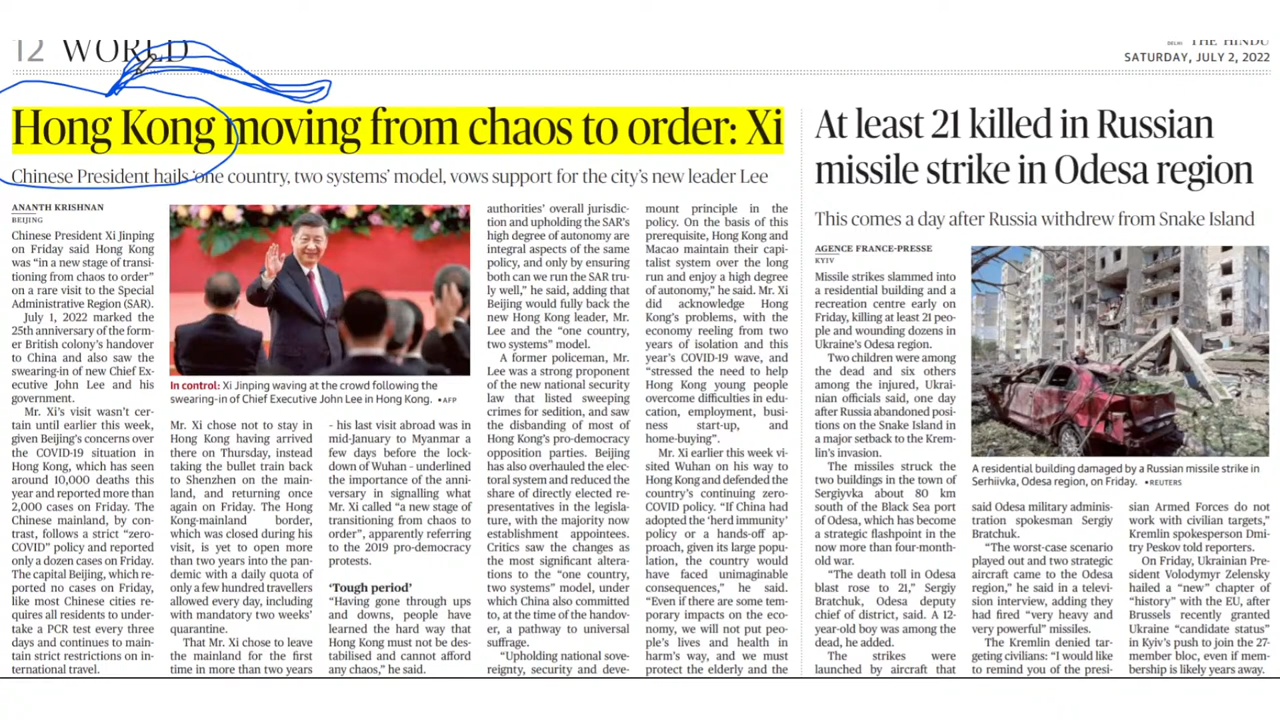 12 WORLD
DELHI THE HINDU
SATURDAY, JULY 2, 2022
Hong Kong moving from chaos to order: Xi
Chinese President hails ‘one country, two systems’ model, vows support for the city’s new leader Lee
ANANTH KRISHNAN
BEIJING
Chinese President Xi Jinping
on Friday said Hong Kong
was “in a new stage of transi-
tioning from chaos to order”
on a rare visit to the Special
Administrative Region (SAR).
July 1, 2022 marked the
25th anniversary of the form-
er British colony’s handover
to China and also saw the
swearing-in of new Chief Ex-
ecutive John Lee and his
government.
Mr. Xi’s visit wasn’t cer-
tain until earlier this week,
given Beijing’s concerns over
the COVID-19 situation in
Hong Kong, which has seen
around 10,000 deaths this
year and reported more than
2,000 cases on Friday. The
Chinese mainland, by con-
trast, follows a strict “zero-
COVID” policy and reported
only a dozen cases on Friday.
The capital Beijing, which re-
ported no cases on Friday,
like most Chinese cities re-
quires all residents to under-
take a PCR test every three
days and continues to main-
tain strict restrictions on in-
ternational travel.
In control: Xi Jinping waving at the crowd following the
swearing-in of Chief Executive John Lee in Hong Kong. • AFP
Mr. Xi chose not to stay in
Hong Kong having arrived
there on Thursday, instead
taking the bullet train back
to Shenzhen on the main-
land, and returning once
again on Friday. The Hong
Kong-mainland border,
which was closed during his
visit, is yet to open more
than two years into the pan-
demic with a daily quota of
only a few hundred travellers
allowed every day, including
with mandatory two weeks’
quarantine.
That Mr. Xi chose to leave
the mainland for the first
time in more than two years
- his last visit abroad was in
mid-January to Myanmar a
few days before the lock-
down of Wuhan - underlined
the importance of the anni-
versary in signalling what
Mr. Xi called “a new stage of
transitioning from chaos to
order”, apparently referring
to the 2019 pro-democracy
protests.
‘Tough period’
“Having gone through ups
and downs, people have
learned the hard way that
Hong Kong must not be des-
tabilised and cannot afford
any chaos,” he said.
authorities’ overall jurisdic-
tion and upholding the SAR’s
high degree of autonomy are
integral aspects of the same
policy, and only by ensuring
both can we run the SAR tru-
ly well,” he said, adding that
Beijing would fully back the
new Hong Kong leader, Mr.
Lee and the “one country,
two systems” model.
A former policeman, Mr.
Lee was a strong proponent
of the new national security
law that listed sweeping
crimes for sedition, and saw
the disbanding of most of
Hong Kong’s pro-democracy
opposition parties. Beijing
has also overhauled the elec-
toral system and reduced the
share of directly elected re-
presentatives in the legisla-
ture, with the majority now
establishment appointees.
Critics saw the changes as
the most significant altera-
tions to the “one country,
two systems” model, under
which China also committed
to, at the time of the handov-
er, a pathway to universal
suffrage.
“Upholding national sove-
reignty, security and deve-
mount principle in the
policy. On the basis of this
prerequisite, Hong Kong and
Macao maintain their capi-
talist system over the long
run and enjoy a high degree
of autonomy,” he said. Mr. Xi
did acknowledge Hong
Kong’s problems, with the
economy reeling from two
years of isolation and this
year’s COVID-19 wave, and
“stressed the need to help
Hong Kong young people
overcome difficulties in edu-
cation, employment, busi-
ness start-up, and
home-buying”.
Mr. Xi earlier this week vi-
sited Wuhan on his way to
Hong Kong and defended the
country’s continuing zero-
COVID policy. “If China had
adopted the ‘herd immunity’
policy or a hands-off ap-
proach, given its large popu-
lation, the country would
have faced unimaginable
consequences,” he said.
“Even if there are some tem-
porary impacts on the eco-
nomy, we will not put peo-
ple’s lives and health in
harm’s way, and we must
protect the elderly and the
At least 21 killed in Russian
missile strike in Odesa region
This comes a day after Russia withdrew from Snake Island
AGENCE FRANCE-PRESSE
KYIV
Missile strikes slammed into
a residential building and a
recreation centre early on
Friday, killing at least 21 peo-
ple and wounding dozens in
Ukraine’s Odesa region.
Two children were among
the dead and six others
among the injured, Ukrai-
nian officials said, one day
after Russia abandoned posi-
tions on the Snake Island in
a major setback to the Krem-
lin’s invasion.
The missiles struck the
two buildings in the town of
Sergiyvka about 80 km
south of the Black Sea port
of Odesa, which has become
a strategic flashpoint in the
now more than four-month-
old war.
“The death toll in Odesa
blast rose to 21,” Sergiy
Bratchuk, Odesa deputy
chief of district, said. A 12-
year-old boy was among the
dead, he added.
The strikes were
launched by aircraft that
A residential building damaged by a Russian missile strike in
Serhiivka, Odesa region, on Friday. • REUTERS
said Odesa military adminis-
tration spokesman Sergiy
Bratchuk.
“The worst-case scenario
played out and two strategic
aircraft came to the Odesa
region,” he said in a televi-
sion interview, adding they
had fired “very heavy and
very powerful” missiles.
The Kremlin denied tar-
geting civilians: “I would like
to remind you of the presi-
sian Armed Forces do not
work with civilian targets,”
Kremlin spokesperson Dmi-
try Peskov told reporters.
On Friday, Ukrainian Pre-
sident Volodymyr Zelensky
hailed a “new” chapter of
“history” with the EU, after
Brussels recently granted
Ukraine “candidate status”
in Kyiv’s push to join the 27-
member bloc, even if mem-
bership is likely years away.